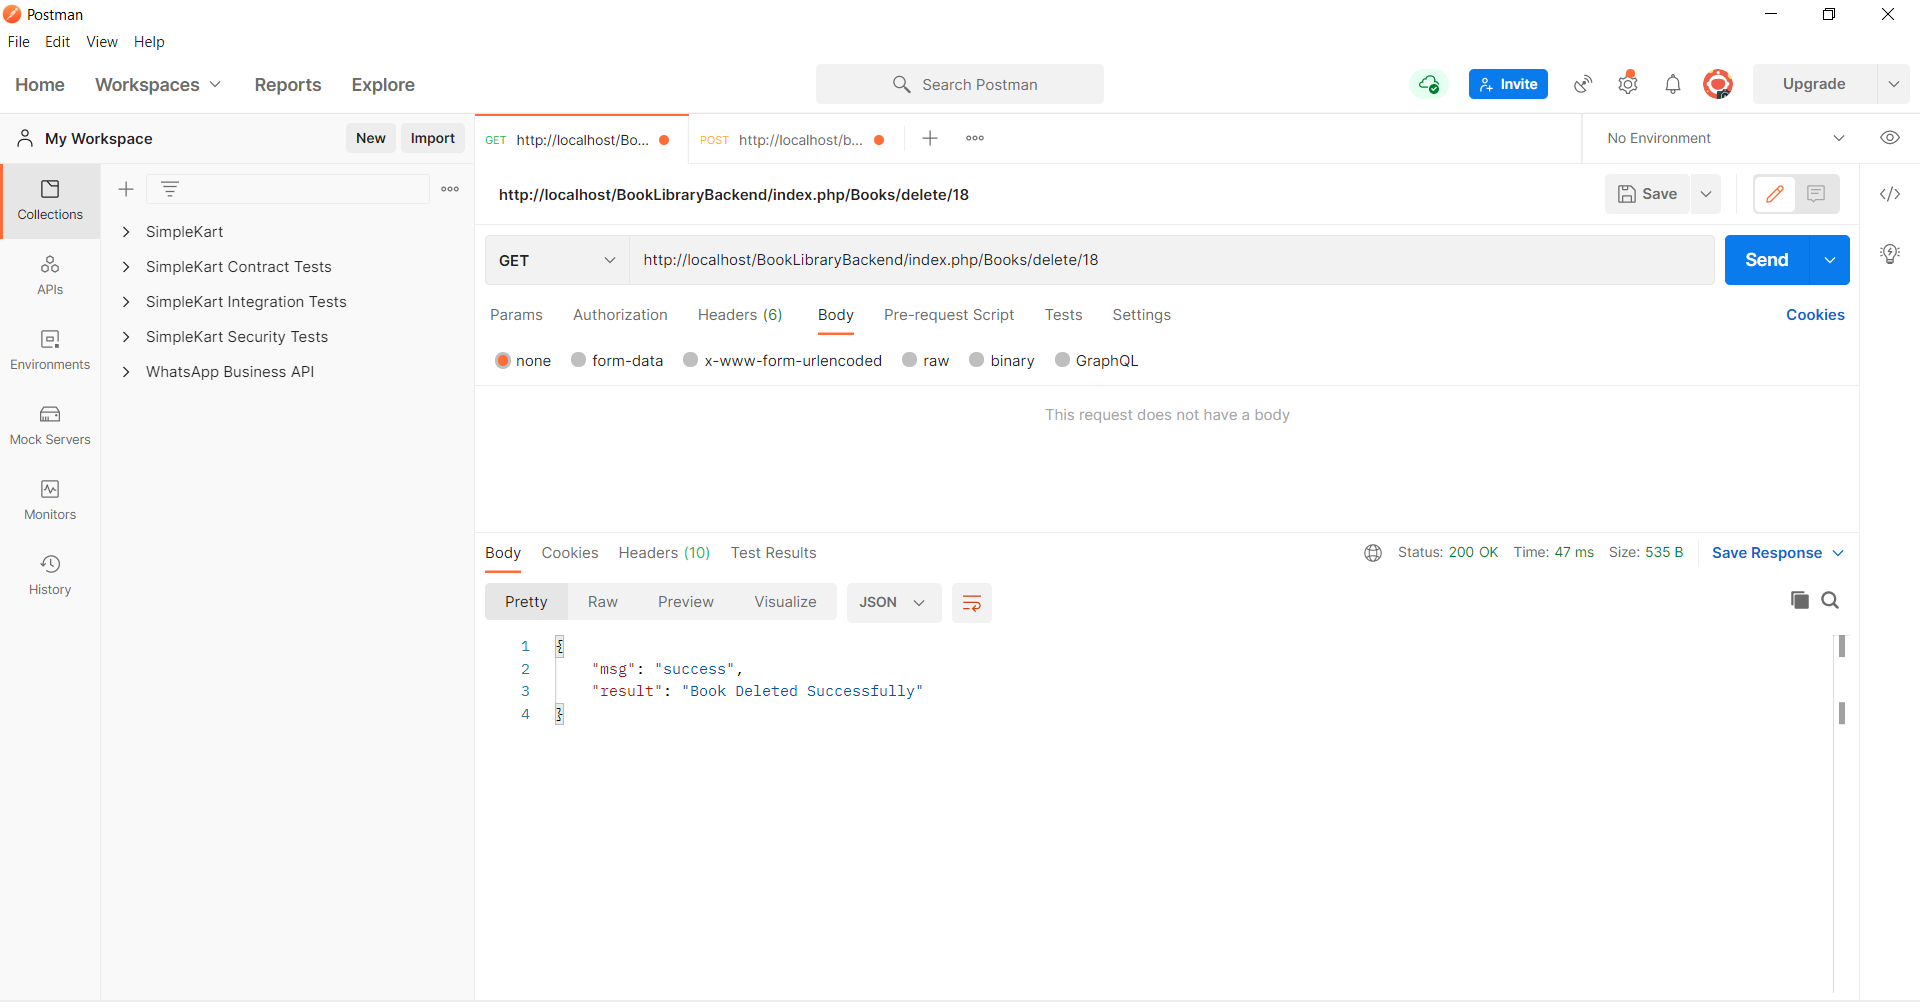 Postman
File Edit View Help
Home Workspaces Reports Explore
Search Postman
Invite
Upgrade
My Workspace
New Import
GET http://localhost/Bo...
POST http://localhost/b...
No Environment
Collections
APIs
Environments
Mock Servers
Monitors
History
SimpleKart
SimpleKart Contract Tests
SimpleKart Integration Tests
SimpleKart Security Tests
WhatsApp Business API
http://localhost/BookLibraryBackend/index.php/Books/delete/18
Save
GET http://localhost/BookLibraryBackend/index.php/Books/delete/18
Send
Params Authorization Headers (6) Body Pre-request Script Tests Settings
Cookies
none form-data x-www-form-urlencoded raw binary GraphQL
This request does not have a body
Body Cookies Headers (10) Test Results
Status: 200 OK Time: 47 ms Size: 535 B Save Response
Pretty Raw Preview Visualize JSON
1 {
2 "msg": "success",
3 "result": "Book Deleted Successfully"
4 }